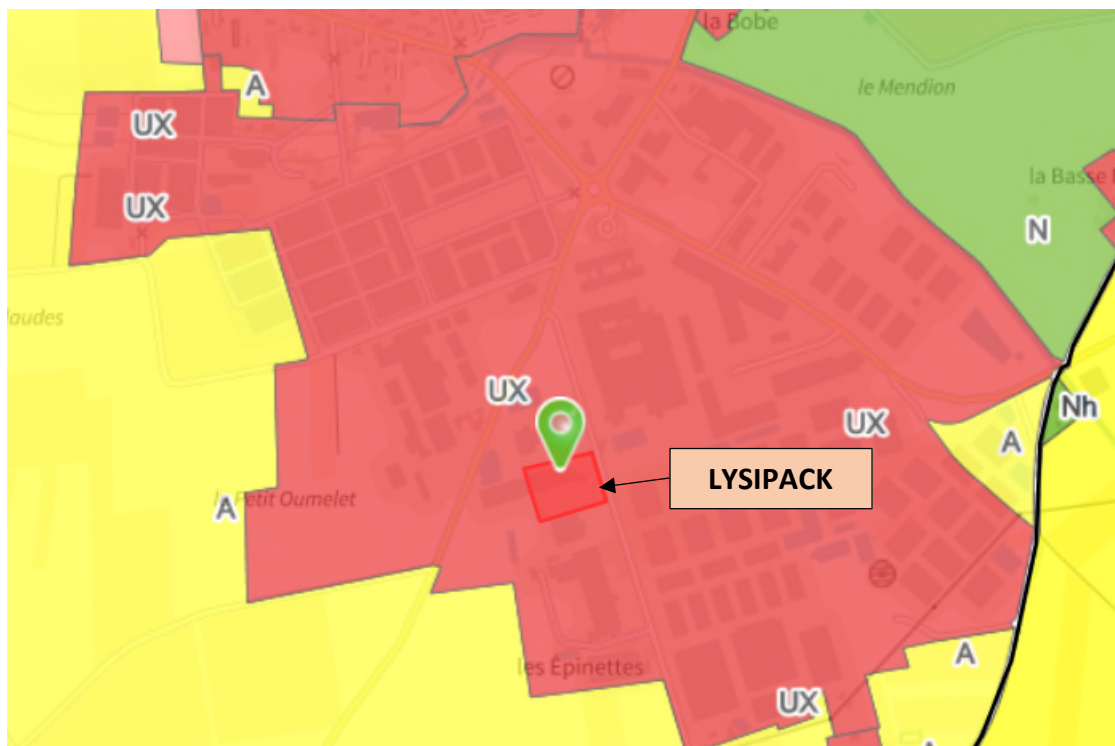 la Bobe
A
le Mendion
UX
la Basse
UX
N
laudes
UX
Nh
UX
A
LYSIPACK
le Petit Oumelet
A
A
les Épinettes
UX